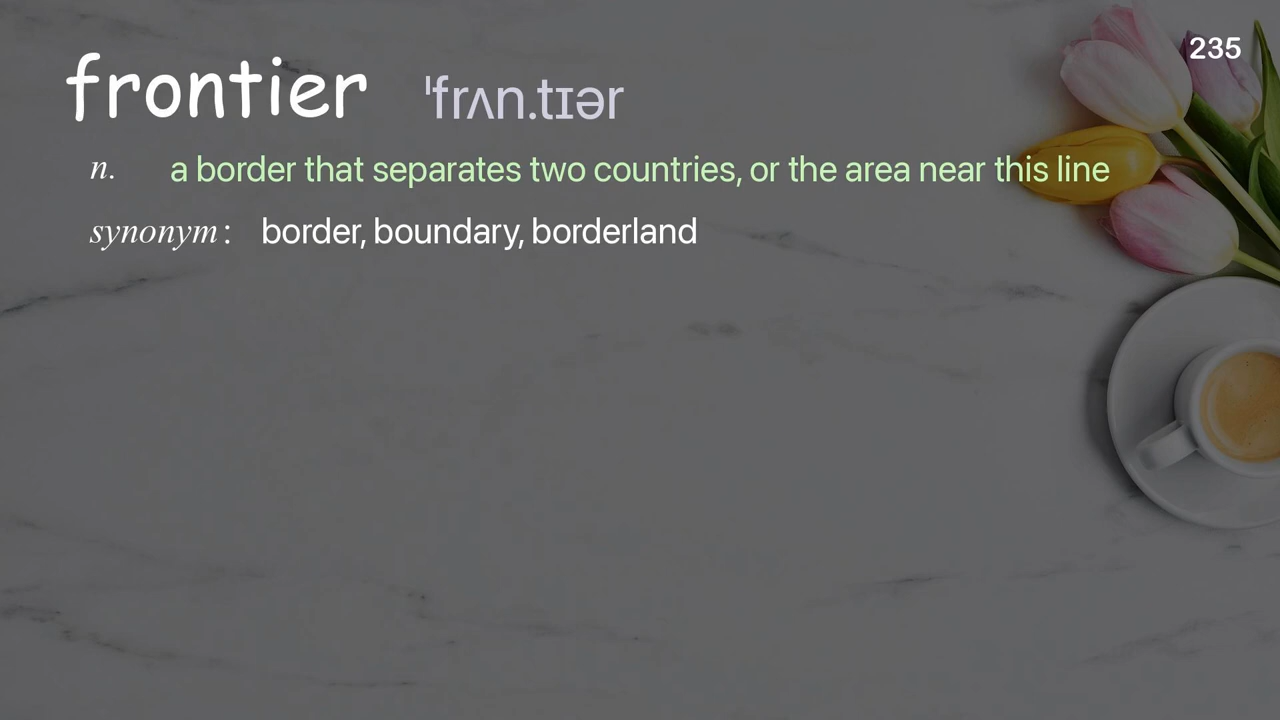 235
frontier ˈfrʌn.tɪər
n. a border that separates two countries, or the area near this line
synonym: border, boundary, borderland